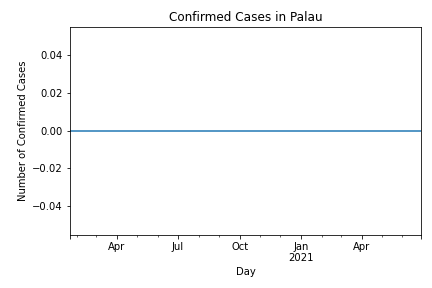 Confirmed Cases in Palau
Number of Confirmed Cases
0.04
0.02
0.00
−0.02
−0.04
Apr
Jul
Oct
Jan
2021
Apr
Day